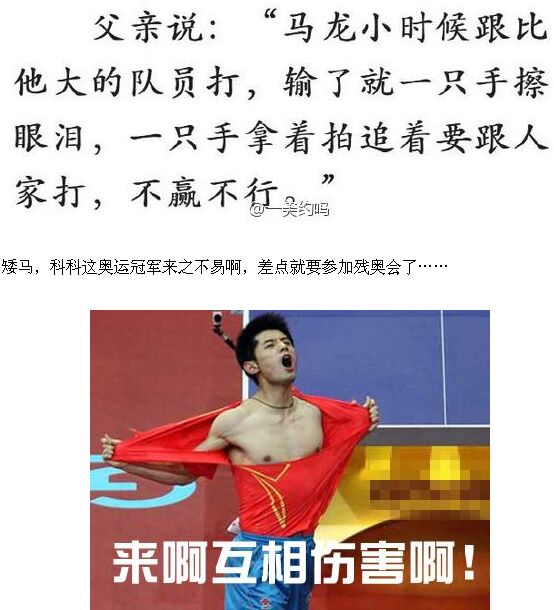 父亲说：“马龙小时候跟比
他大的队员打，输了就一只手擦
眼泪，一只手拿着拍追着要跟人
家打，不赢不行。”
@一美约吗
矮马，科科这奥运冠军来之不易啊，差点就要参加残奥会了……
来啊互相伤害啊！